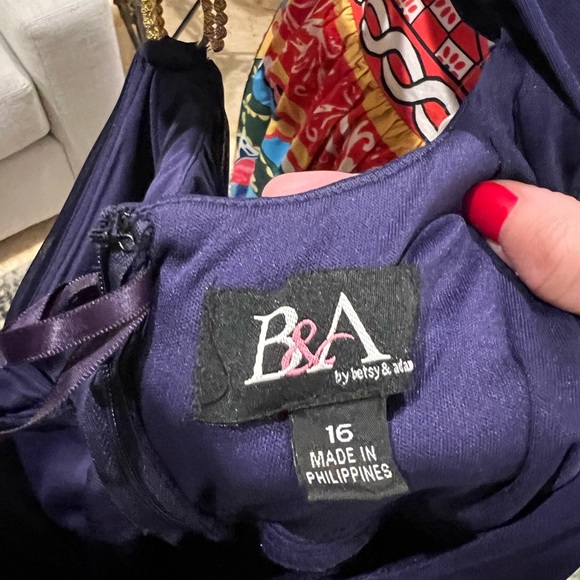 B&A
by betsy & adam
16
MADE IN
PHILIPPINES